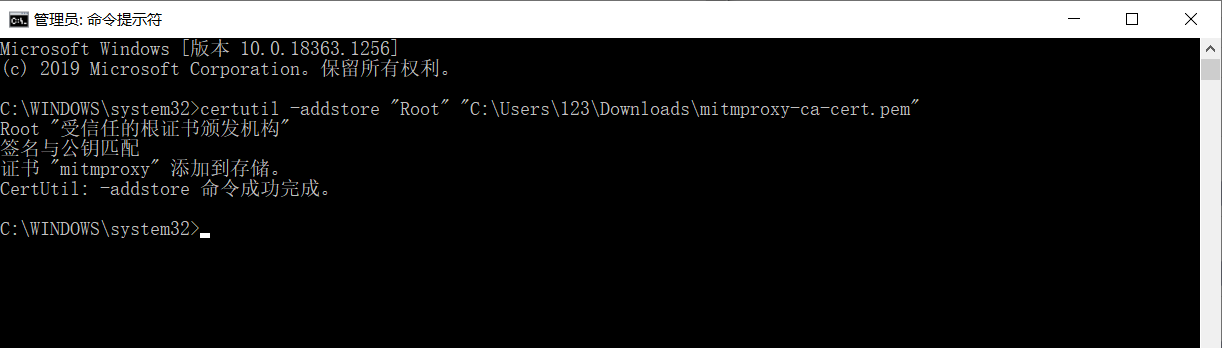 管理员: 命令提示符
Microsoft Windows [版本 10.0.18363.1256]
(c) 2019 Microsoft Corporation。保留所有权利。
C:\WINDOWS\system32>certutil -addstore "Root" "C:\Users\123\Downloads\mitmproxy-ca-cert.pem"
Root "受信任的根证书颁发机构"
签名与公钥匹配
证书 "mitmproxy" 添加到存储。
CertUtil: -addstore 命令成功完成。
C:\WINDOWS\system32>